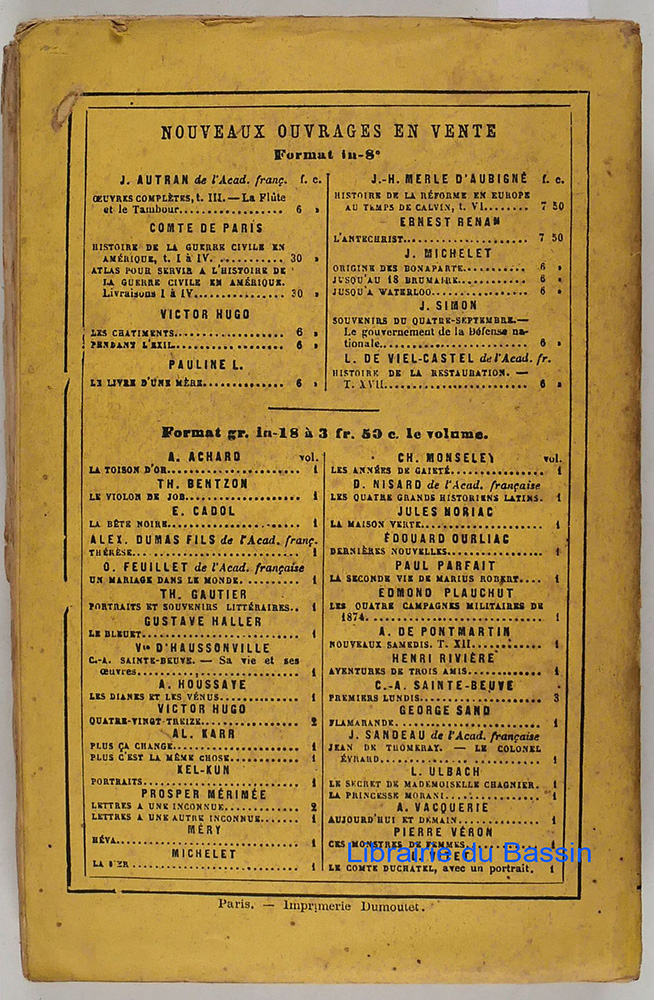 NOUVEAUX OUVRAGES EN VENTE
Format in-8°
J. AUTRAN de l'Acad. franç. f. c.
ŒUVRES COMPLÈTES, t. III. — La Flûte
et le Tambour............... 6 »
COMTE DE PARIS
HISTOIRE DE LA GUERRE CIVILE EN
AMÉRIQUE, t. I à IV. ........... 30 »
ATLAS POUR SERVIR A L'HISTOIRE DE
LA GUERRE CIVILE EN AMÉRIQUE.
Livraisons I à IV............. 30 »
VICTOR HUGO
LES CHATIMENTS................. 6 »
PENDANT L'EXIL................. 6 »
PAULINE L.
LE LIVRE D'UNE MÈRE............ 6 »
J.-H. MERLE D'AUBIGNÉ f. c.
HISTOIRE DE LA RÉFORME EN EUROPE
AU TEMPS DE CALVIN, t. VI........ 7 50
ERNEST RENAN
L'ANTECHRIST................... 7 50
J. MICHELET
ORIGINE DES BONAPARTE.......... 6 »
JUSQU'AU 18 BRUMAIRE........... 6 »
JUSQU'A WATERLOO............... 6 »
J. SIMON
SOUVENIRS DU QUATRE-SEPTEMBRE.—
Le gouvernement de la Défense na-
tionale....................... 6 »
L. DE VIEL-CASTEL de l'Acad. fr.
HISTOIRE DE LA RESTAURATION. —
T. XVII....................... 6 »
Format gr. in-18 à 3 fr. 50 c. le volume.
A. ACHARD vol.
LA TOISON D'OR................. 1
TH. BENTZON
LE VIOLON DE JOB............... 1
E. CADOL
LA BÊTE NOIRE.................. 1
ALEX. DUMAS FILS de l'Acad. franç.
THÉRÈSE........................ 1
O. FEUILLET de l'Acad. française
UN MARIAGE DANS LE MONDE. ..... 1
TH. GAUTIER
PORTRAITS ET SOUVENIRS LITTÉRAIRES.. 1
GUSTAVE HALLER
LE BLEUET...................... 1
Vte D'HAUSSONVILLE
C.-A. SAINTE-BEUVE. — Sa vie et ses
œuvres........................ 1
A. HOUSSAYE
LES DIANES ET LES VÉNUS........ 1
VICTOR HUGO
QUATRE-VINGT-TREIZE............ 2
AL. KARR
PLUS ÇA CHANGE................. 1
PLUS C'EST LA MÊME CHOSE....... 1
KEL-KUN
PORTRAITS...................... 1
PROSPER MÉRIMÉE
LETTRES A UNE INCONNUE......... 2
LETTRES A UNE AUTRE INCONNUE... 1
MÉRY
HÉVA........................... 1
MICHELET
LA MER ........................ 1
CH. MONSELET vol.
LES ANNÉES DE GAIETÉ........... 1
D. NISARD de l'Acad. française
LES QUATRE GRANDS HISTORIENS LATINS. 1
JULES NORIAC
LA MAISON VERTE................ 1
ÉDOUARD OURLIAC
DERNIÈRES NOUVELLES............ 1
PAUL PARFAIT
LA SECONDE VIE DE MARIUS ROBERT.... 1
EDMOND PLAUCHUT
LES QUATRE CAMPAGNES MILITAIRES DE
1874. ........................ 1
A. DE PONTMARTIN
NOUVEAUX SAMEDIS. T. XII....... 1
HENRI RIVIÈRE
AVENTURES DE TROIS AMIS........ 1
C.-A. SAINTE-BEUVE
PREMIERS LUNDIS................ 3
GEORGE SAND
FLAMARANDE..................... 1
J. SANDEAU de l'Acad. française
JEAN DE THOMERAY. — LE COLONEL
ÉVRARD........................ 1
L. ULBACH
LE SECRET DE MADEMOISELLE CHAGNIER. 1
LA PRINCESSE MORANI............ 1
A. VACQUERIE
AUJOURD'HUI ET DEMAIN.......... 1
PIERRE VÉRON
CES MONSTRES DE FEMMES......... 1
L. VITET
LE COMTE DUCHATEL, avec un portrait. 1
Librairie du Bassin
Paris. — Imprimerie Dumoutet.